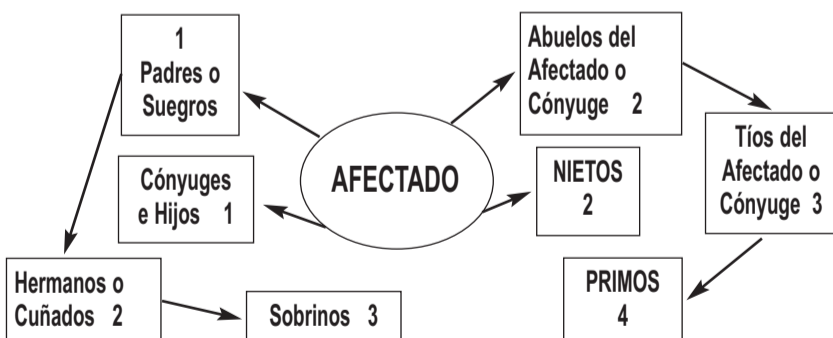 1
Padres o
Suegros
Abuelos del
Afectado o
Cónyuge 2
AFECTADO
Cónyuges
e Hijos 1
NIETOS
2
Tíos del
Afectado o
Cónyuge 3
Hermanos o
Cuñados 2
Sobrinos 3
PRIMOS
4